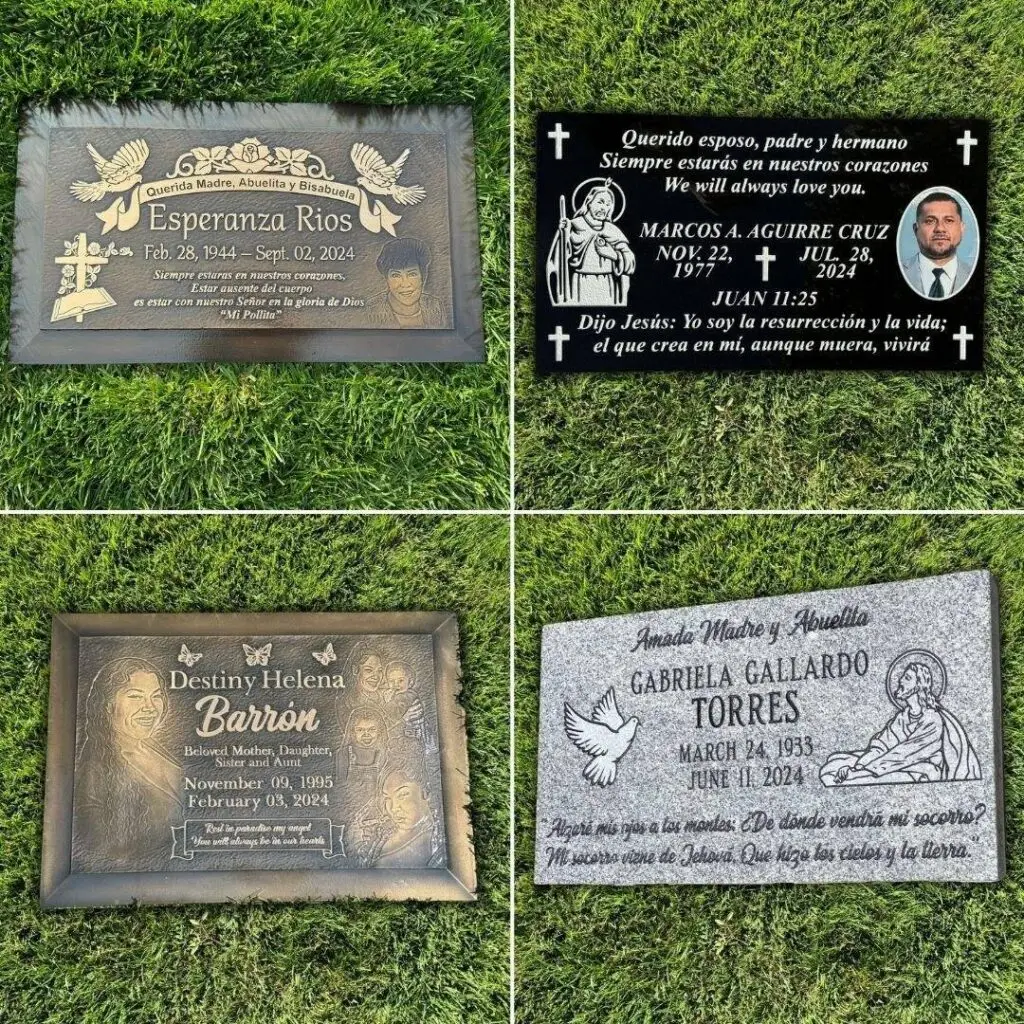 Querida Madre, Abuelita y Bisabuela
Esperanza Rios
Feb. 28, 1944 – Sept. 02, 2024
Siempre estaras en nuestros corazones,
Estar ausente del cuerpo
es estar con nuestro Señor en la gloria de Dios
"Mi Pollita"
Querido esposo, padre y hermano
Siempre estarás en nuestros corazones
We will always love you.
MARCOS A. AGUIRRE CRUZ
NOV. 22, 1977
JUL. 28, 2024
JUAN 11:25
Dijo Jesús: Yo soy la resurrección y la vida;
el que crea en mí, aunque muera, vivirá
Destiny Helena
Barrón
Beloved Mother, Daughter,
Sister and Aunt
November 09, 1995
February 03, 2024
Rest in paradise my angel
You will always be in our hearts
Amada Madre y Abuelita
GABRIELA GALLARDO
TORRES
MARCH 24, 1933
JUNE 11, 2024
"Alzaré mis ojos a los montes; ¿De dónde vendrá mi socorro?
Mi socorro viene de Jehová, Que hizo los cielos y la tierra."